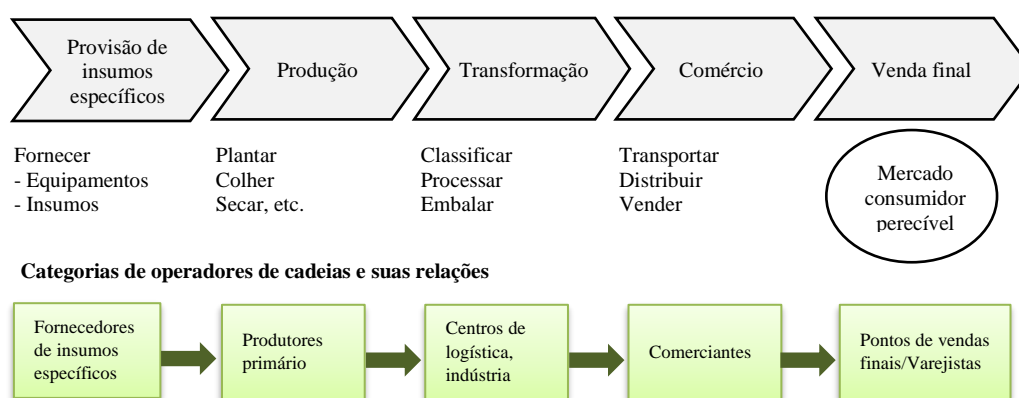 Provisão de
insumos
específicos
Produção
Transformação
Comércio
Venda final
Fornecer
- Equipamentos
- Insumos
Plantar
Colher
Secar, etc.
Classificar
Processar
Embalar
Transportar
Distribuir
Vender
Mercado
consumidor
perecível
Categorias de operadores de cadeias e suas relações
Fornecedores
de insumos
específicos
Produtores
primário
Centros de
logística,
indústria
Comerciantes
Pontos de vendas
finais/Varejistas